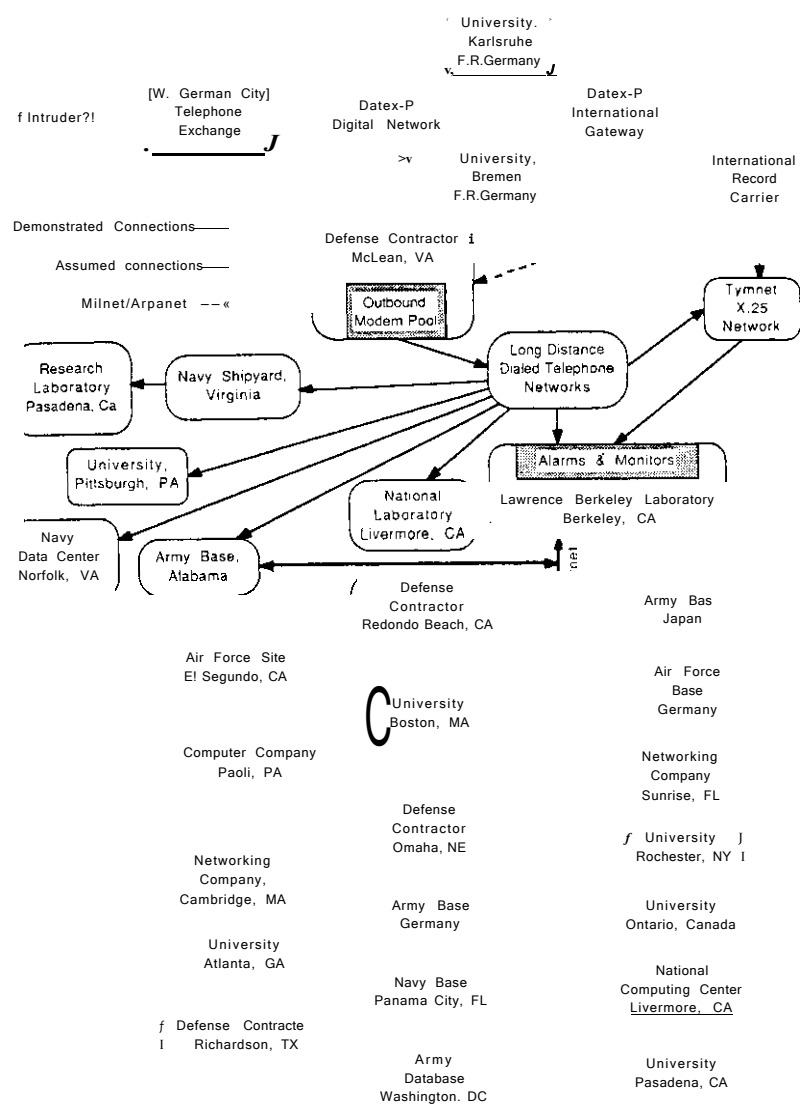 University.
Karlsruhe
F.R.Germany
f Intruder?!
[W. German City]
Telephone
Exchange
Datex-P
Digital Network
Datex-P
International
Gateway
>v
University,
Bremen
F.R.Germany
International
Record
Carrier
Demonstrated Connections
Assumed connections
Milnet/Arpanet
Defense Contractor i
McLean, VA
Outbound
Modem Pool
Tymnet
X.25
Network
Long Distance
Dialed Telephone
Networks
Research
Laboratory
Pasadena, Ca
Navy Shipyard,
Virginia
University,
Pittsburgh, PA
Alarms & Monitors
Lawrence Berkeley Laboratory
Berkeley, CA
National
Laboratory
Livermore, CA
Navy
Data Center
Norfolk, VA
Army Base,
Alabama
net
Defense
Contractor
Redondo Beach, CA
Army Bas
Japan
Air Force Site
E! Segundo, CA
Air Force
Base
Germany
University
Boston, MA
Computer Company
Paoli, PA
Networking
Company
Sunrise, FL
Defense
Contractor
Omaha, NE
f University J
Rochester, NY I
Networking
Company,
Cambridge, MA
Army Base
Germany
University
Ontario, Canada
University
Atlanta, GA
National
Computing Center
Livermore, CA
Navy Base
Panama City, FL
f Defense Contracte
I Richardson, TX
Army
Database
Washington. DC
University
Pasadena, CA